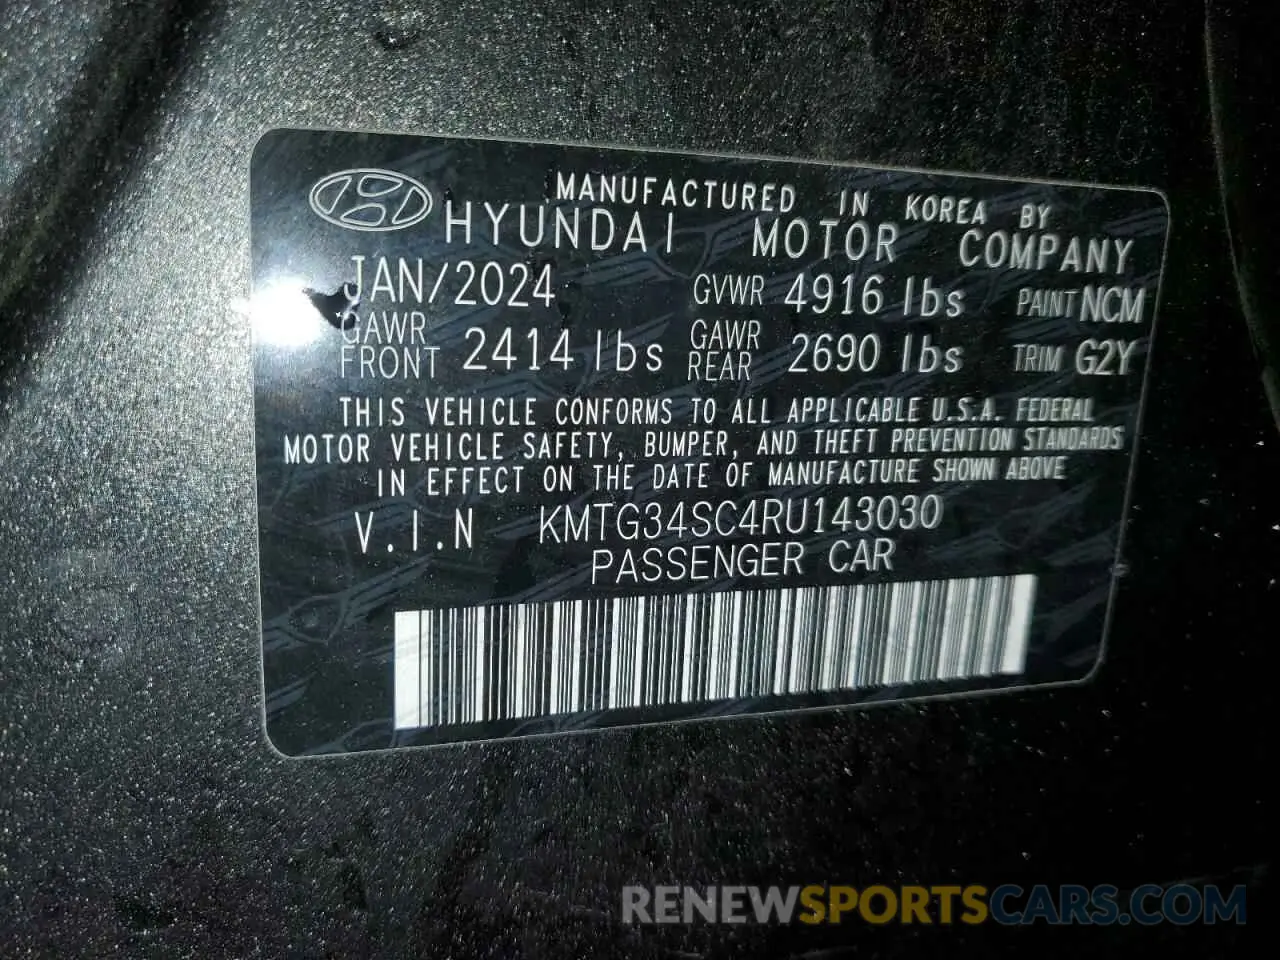 MANUFACTURED IN KOREA BY
HYUNDAI MOTOR COMPANY
JAN/2024 GVWR 4916 lbs PAINT NCM
GAWR FRONT 2414 lbs GAWR REAR 2690 lbs TRIM G2Y
THIS VEHICLE CONFORMS TO ALL APPLICABLE U.S.A. FEDERAL
MOTOR VEHICLE SAFETY, BUMPER, AND THEFT PREVENTION STANDARDS
IN EFFECT ON THE DATE OF MANUFACTURE SHOWN ABOVE
V.I.N KMTG34SC4RU143030
PASSENGER CAR
RENEWSPORTSCARS.COM